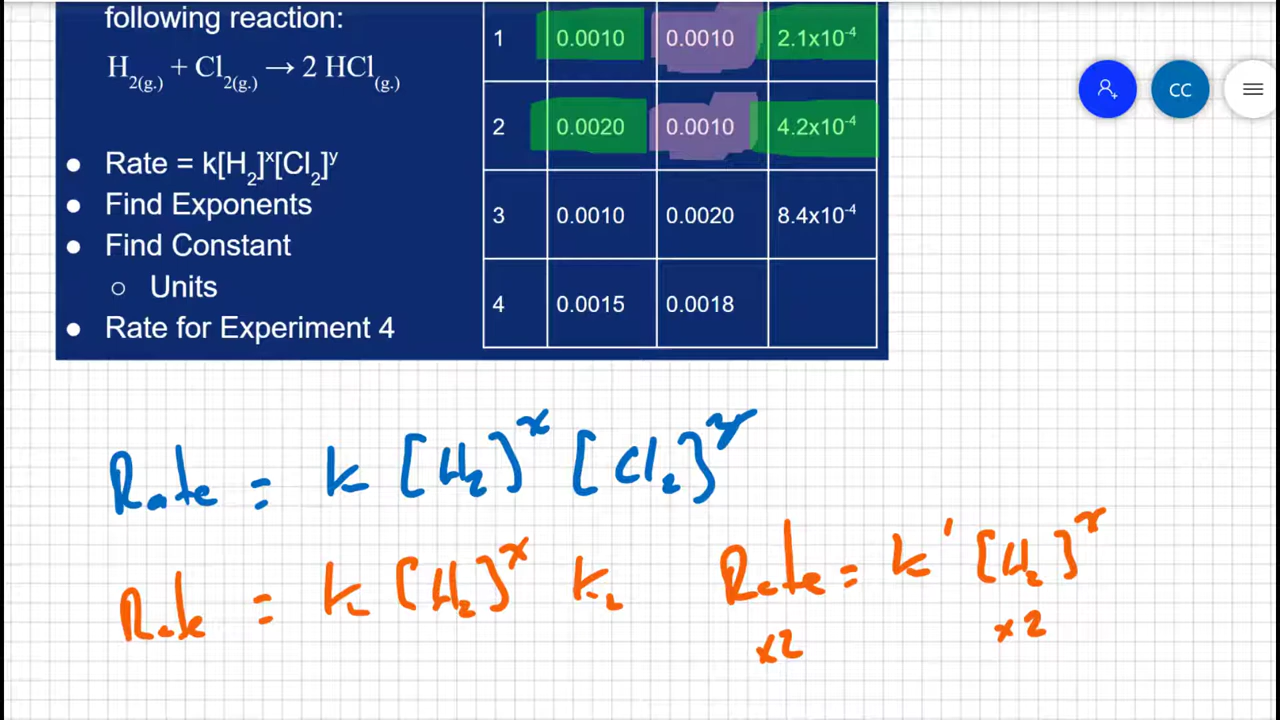 following reaction:
H2(g.) + Cl2(g.) → 2 HCl(g.)
● Rate = k[H2]x[Cl2]y
● Find Exponents
● Find Constant
○ Units
● Rate for Experiment 4
1 0.0010 0.0010 2.1x10-4
2 0.0020 0.0010 4.2x10-4
3 0.0010 0.0020 8.4x10-4
4 0.0015 0.0018
CC
Rate = k [H2]x [Cl2]y
Rate = k [H2]x k2
Rate = k' [H2]x
x2 x2